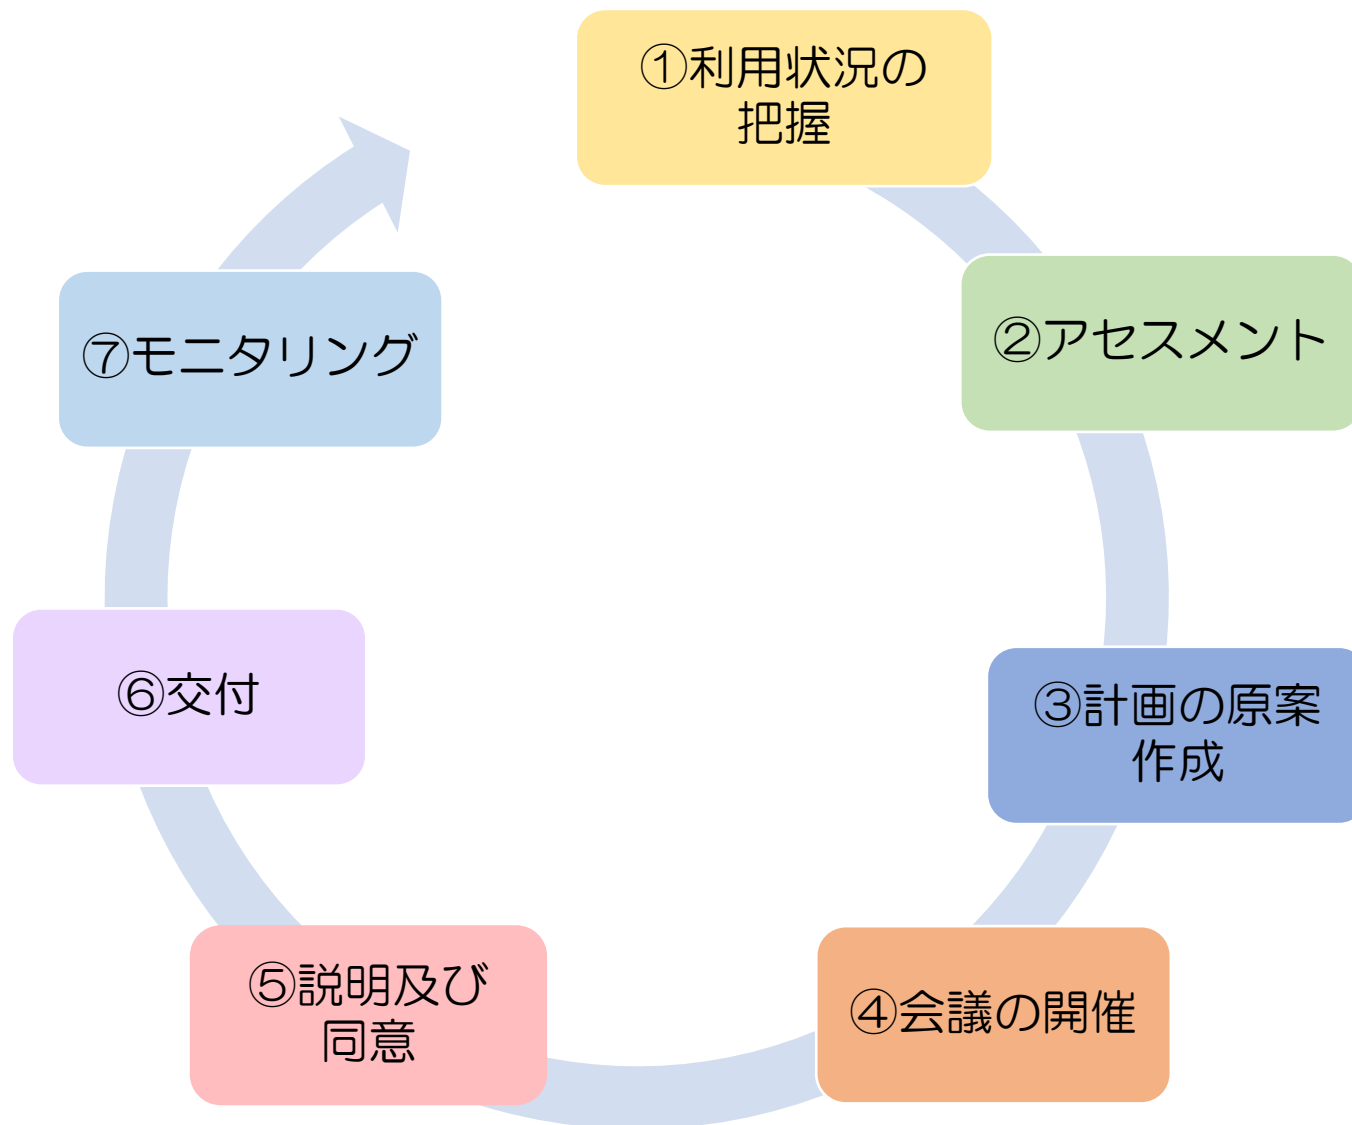 ①利用状況の
把握
②アセスメント
③計画の原案
作成
④会議の開催
⑤説明及び
同意
⑥交付
⑦モニタリング